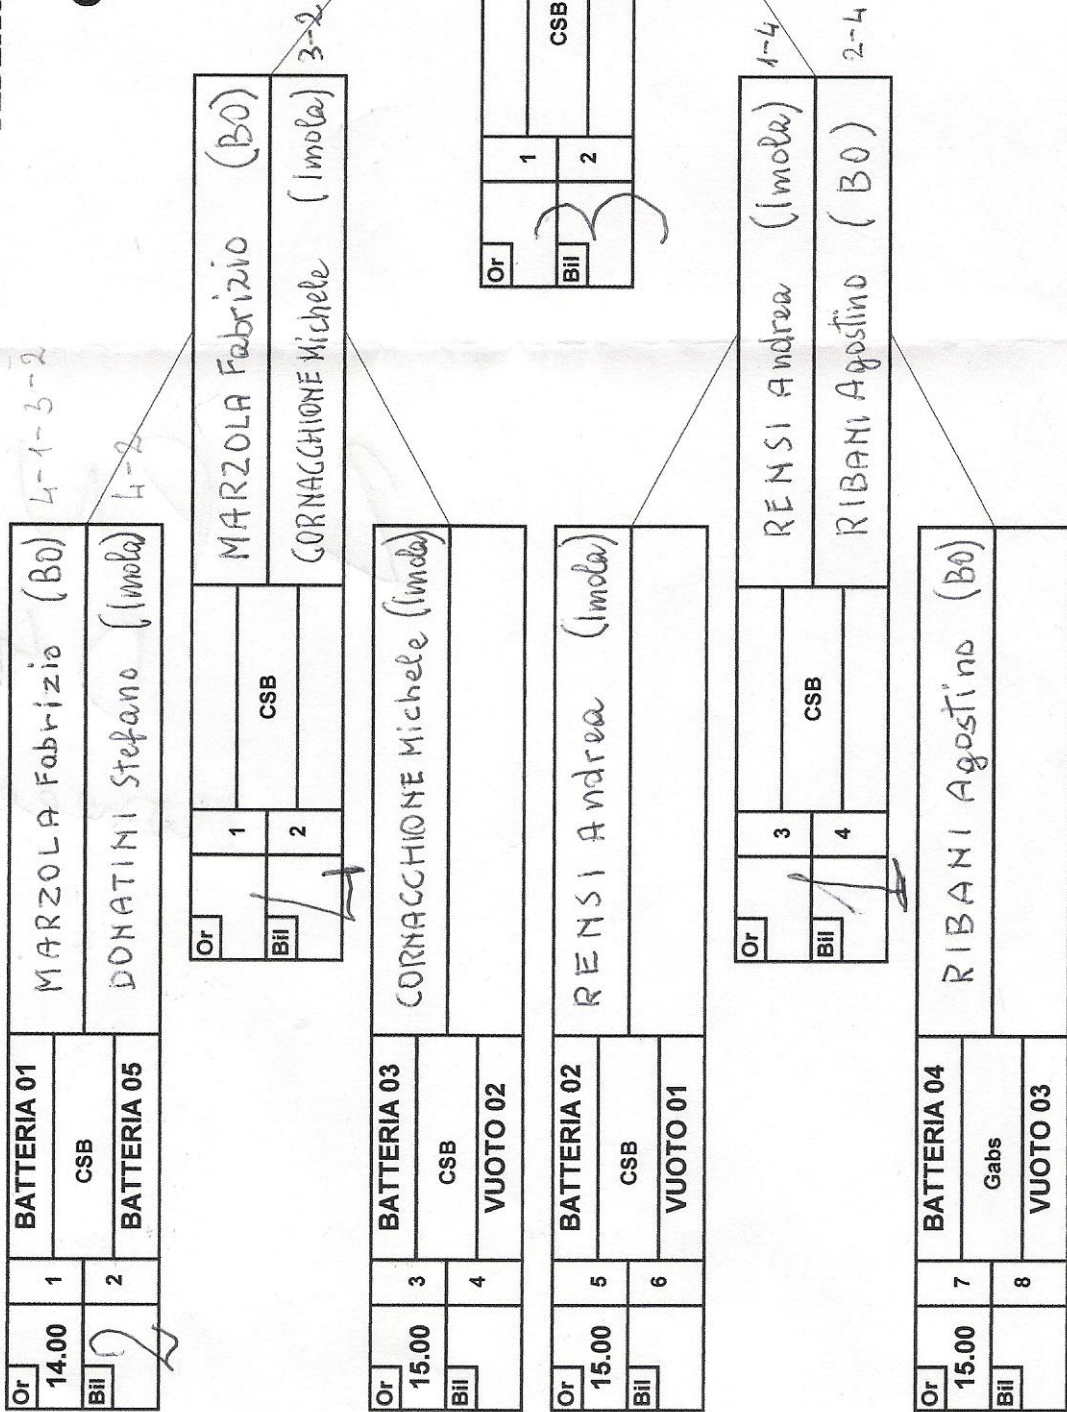 Or 14.00 1 BATTERIA 01 MARZOLA Fabrizio (BO) 4-1-3-2
CSB
Bil 2 2 BATTERIA 05 DONATINI Stefano (Imola) 4-2
Or 1 MARZOLA Fabrizio (BO)
CSB
Bil 2 CORNACCHIONE Michele (Imola) 3-2
Or 15.00 3 BATTERIA 03 CORNACCHIONE Michele (Imola)
CSB
Bil 4 VUOTO 02
Or 1
CSB
Bil 3 2
Or 15.00 5 BATTERIA 02 RENSI Andrea (Imola)
CSB
Bil 6 VUOTO 01
Or 3 RENSI Andrea (Imola) 1-4
CSB
Bil 4 RIBANI Agostino (BO) 2-4
Or 15.00 7 BATTERIA 04 RIBANI Agostino (BO)
Gabs
Bil 8 VUOTO 03